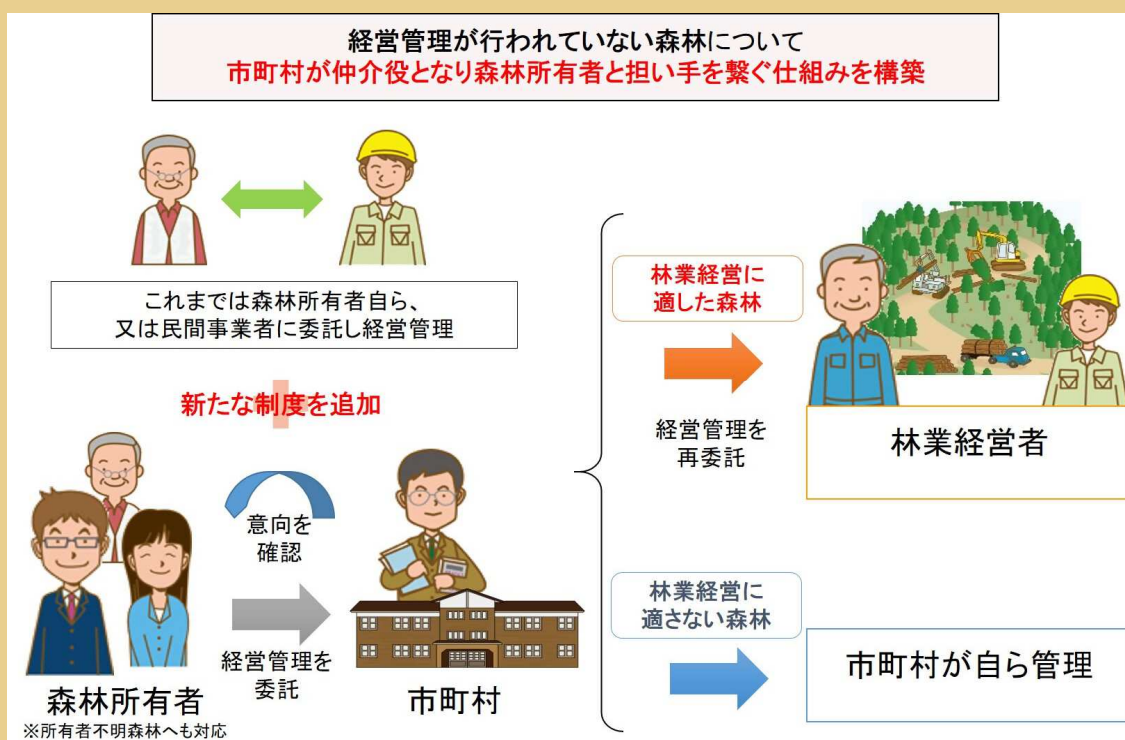 経営管理が行われていない森林について
市町村が仲介役となり森林所有者と担い手を繋ぐ仕組みを構築
これまでは森林所有者自ら、
又は民間事業者に委託し経営管理
新たな制度を追加
意向を
確認
経営管理を
委託
森林所有者
※所有者不明森林へも対応
市町村
林業経営に
適した森林
経営管理を
再委託
林業経営者
林業経営に
適さない森林
市町村が自ら管理